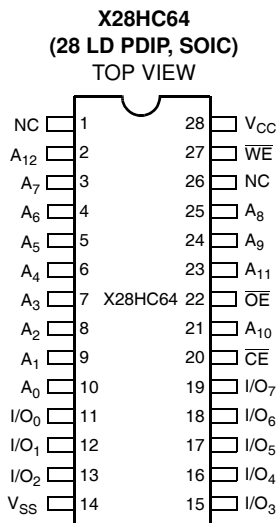 X28HC64
(28 LD PDIP, SOIC)
TOP VIEW
NC 1 28 VCC
A12 2 27 W̅E̅
A7 3 26 NC
A6 4 25 A8
A5 5 24 A9
A4 6 23 A11
A3 7 X28HC64 22 O̅E̅
A2 8 21 A10
A1 9 20 C̅E̅
A0 10 19 I/O7
I/O0 11 18 I/O6
I/O1 12 17 I/O5
I/O2 13 16 I/O4
VSS 14 15 I/O3